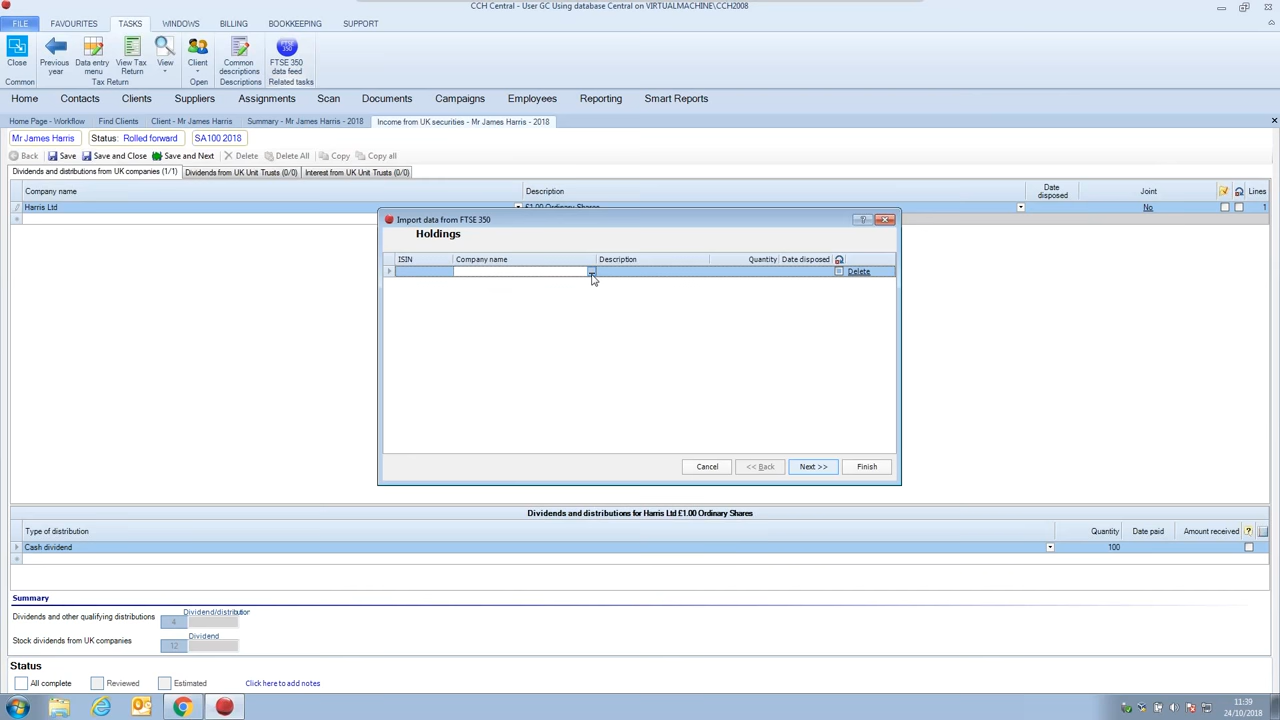 CCH Central - User GC Using database Central on VIRTUALMACHINE\CCH2008
FILE FAVOURITES TASKS WINDOWS BILLING BOOKKEEPING SUPPORT
Close Previous year Data entry menu View Tax Return View Client Common descriptions FTSE 350 FTSE 350 data feed
Common Tax Return Open Descriptions Related tasks
Home Contacts Clients Suppliers Assignments Scan Documents Campaigns Employees Reporting Smart Reports
Home Page - Workflow Find Clients Client - Mr James Harris Summary - Mr James Harris - 2018 Income from UK securities - Mr James Harris - 2018
Mr James Harris Status: Rolled forward SA100 2018
Back Save Save and Close Save and Next Delete Delete All Copy Copy all
Dividends and distributions from UK companies (1/1) Dividends from UK Unit Trusts (0/0) Interest from UK Unit Trusts (0/0)
Company name Description Date disposed Joint Lines
Harris Ltd £1.00 Ordinary Shares No 1
Import data from FTSE 350
Holdings
ISIN Company name Description Quantity Date disposed
Delete
Cancel << Back Next >> Finish
Dividends and distributions for Harris Ltd £1.00 Ordinary Shares
Type of distribution Quantity Date paid Amount received
Cash dividend 100
Summary
Dividend/distribution
Dividends and other qualifying distributions 4
Dividend
Stock dividends from UK companies 12
Status
All complete Reviewed Estimated Click here to add notes
11:39
24/10/2018